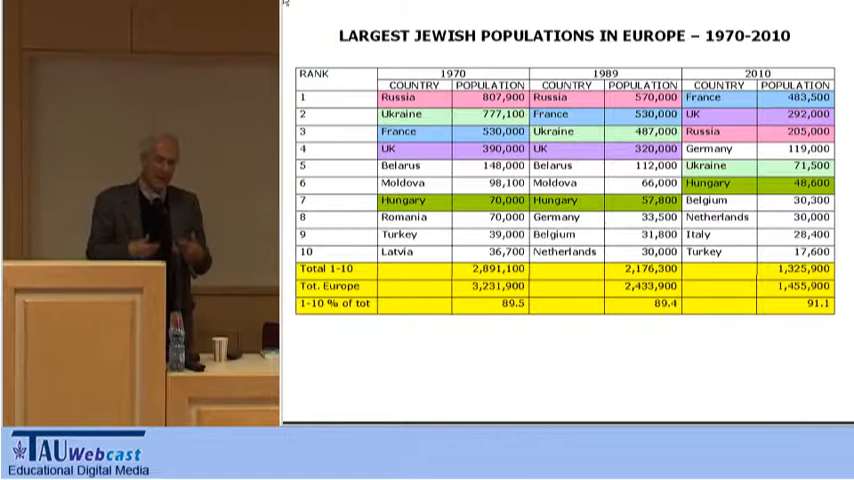 LARGEST JEWISH POPULATIONS IN EUROPE – 1970-2010
RANK 1970 1989 2010
COUNTRY POPULATION COUNTRY POPULATION COUNTRY POPULATION
1 Russia 807,900 Russia 570,000 France 483,500
2 Ukraine 777,100 France 530,000 UK 292,000
3 France 530,000 Ukraine 487,000 Russia 205,000
4 UK 390,000 UK 320,000 Germany 119,000
5 Belarus 148,000 Belarus 112,000 Ukraine 71,500
6 Moldova 98,100 Moldova 66,000 Hungary 48,600
7 Hungary 70,000 Hungary 57,800 Belgium 30,300
8 Romania 70,000 Germany 33,500 Netherlands 30,000
9 Turkey 39,000 Belgium 31,800 Italy 28,400
10 Latvia 36,700 Netherlands 30,000 Turkey 17,600
Total 1-10 2,891,100 2,176,300 1,325,900
Tot. Europe 3,231,900 2,433,900 1,455,900
1-10 % of tot 89.5 89.4 91.1
TAU Webcast
Educational Digital Media